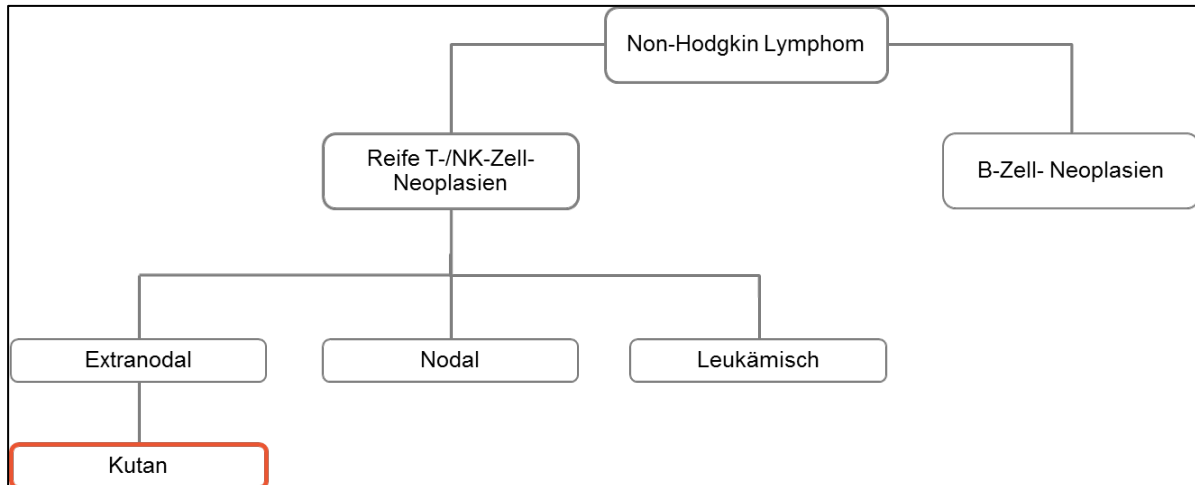 Non-Hodgkin Lymphom
Reife T-/NK-Zell-
Neoplasien
B-Zell- Neoplasien
Extranodal
Nodal
Leukämisch
Kutan